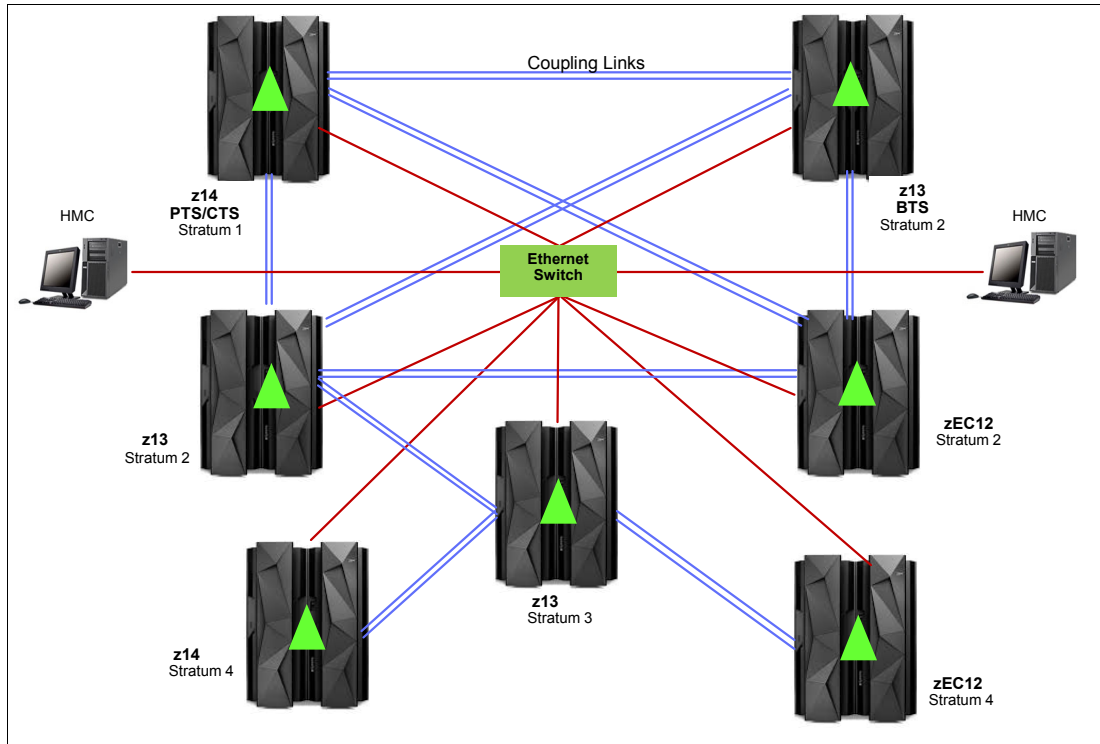 Coupling Links
z14
PTS/CTS
Stratum 1
z13
BTS
Stratum 2
HMC
HMC
Ethernet
Switch
z13
Stratum 2
zEC12
Stratum 2
z13
Stratum 3
z14
Stratum 4
zEC12
Stratum 4